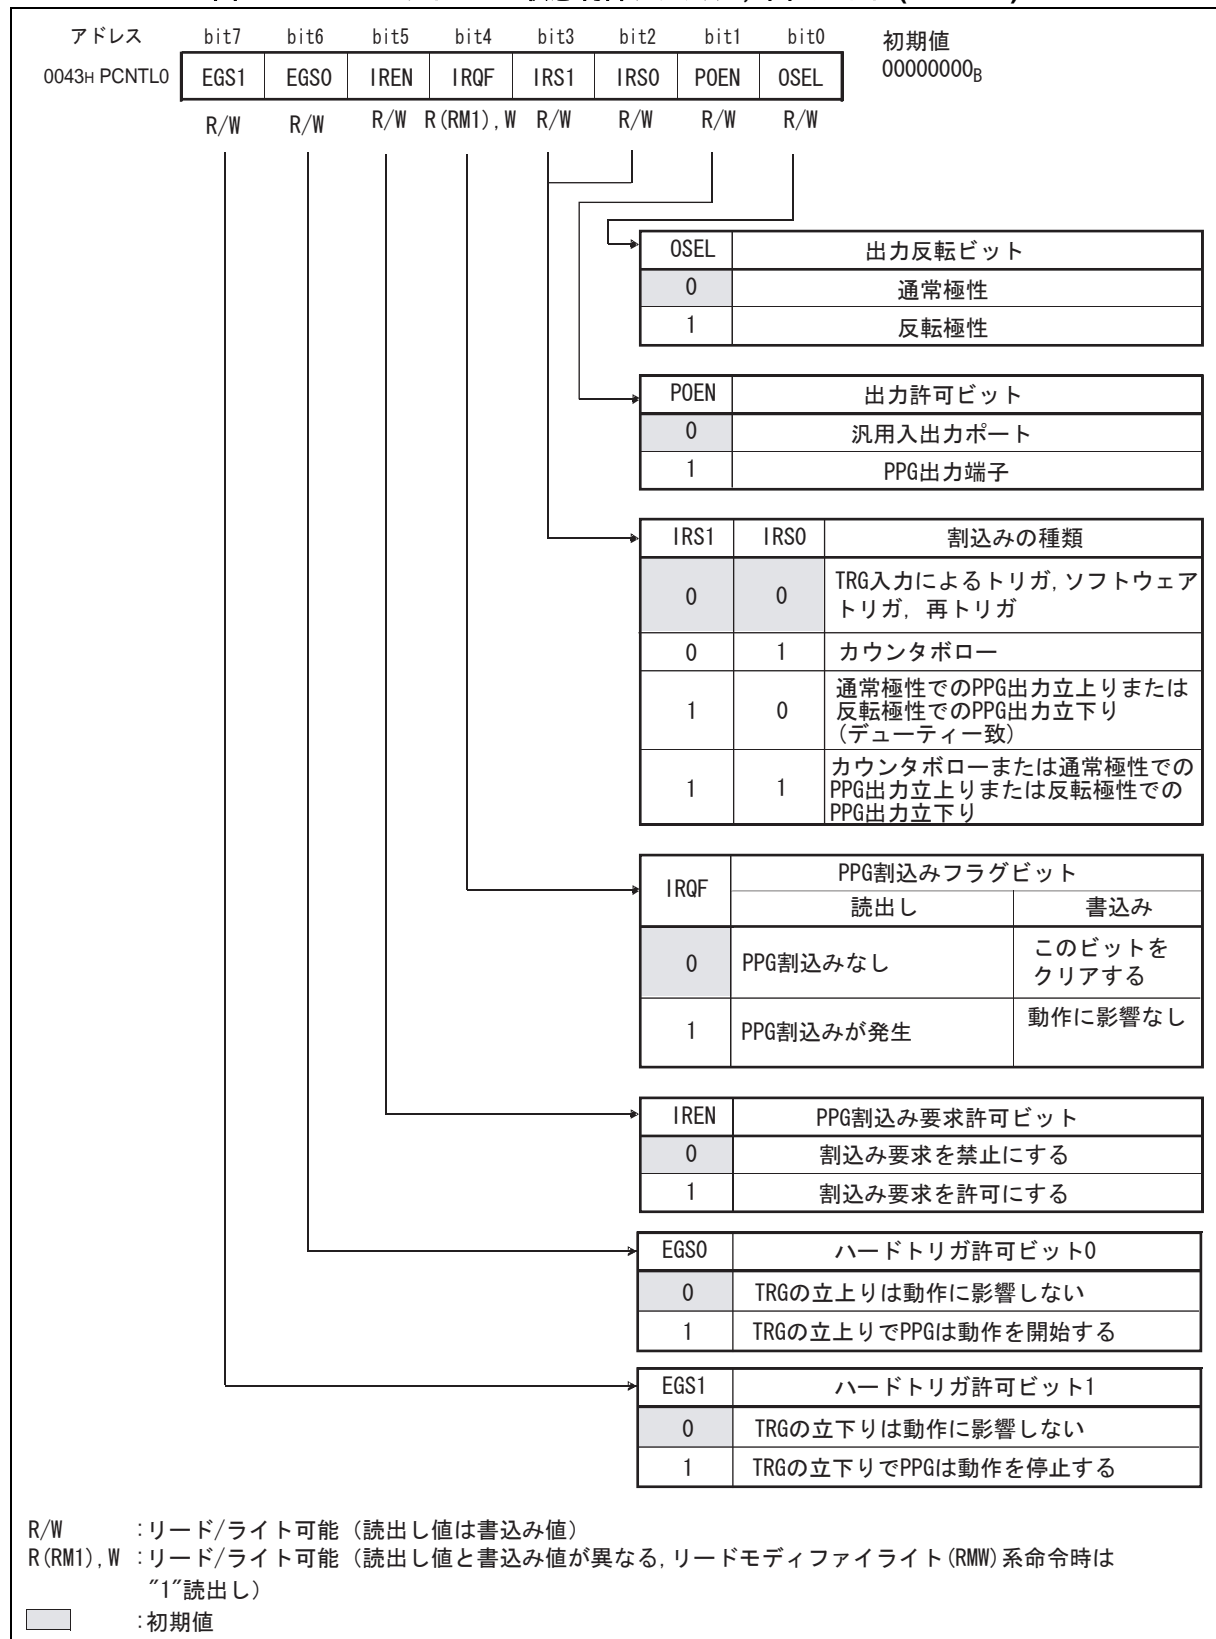 アドレス bit7 bit6 bit5 bit4 bit3 bit2 bit1 bit0 初期値
0043H PCNTL0 EGS1 EGS0 IREN IRQF IRS1 IRS0 POEN OSEL 00000000B
R/W R/W R/W R(RM1),W R/W R/W R/W R/W
OSEL 出力反転ビット
0 通常極性
1 反転極性
POEN 出力許可ビット
0 汎用入出力ポート
1 PPG出力端子
IRS1 IRS0 割込みの種類
0 0 TRG入力によるトリガ,ソフトウェア
トリガ, 再トリガ
0 1 カウンタボロー
1 0 通常極性でのPPG出力立上りまたは
反転極性でのPPG出力立下り
(デューティ一致)
1 1 カウンタボローまたは通常極性での
PPG出力立上りまたは反転極性での
PPG出力立下り
IRQF PPG割込みフラグビット
読出し 書込み
0 PPG割込みなし このビットを
クリアする
1 PPG割込みが発生 動作に影響なし
IREN PPG割込み要求許可ビット
0 割込み要求を禁止にする
1 割込み要求を許可にする
EGS0 ハードトリガ許可ビット0
0 TRGの立上りは動作に影響しない
1 TRGの立上りでPPGは動作を開始する
EGS1 ハードトリガ許可ビット1
0 TRGの立下りは動作に影響しない
1 TRGの立下りでPPGは動作を停止する
R/W :リード/ライト可能(読出し値は書込み値)
R(RM1),W :リード/ライト可能(読出し値と書込み値が異なる,リードモディファイライト(RMW)系命令時は
"1"読出し)
:初期値